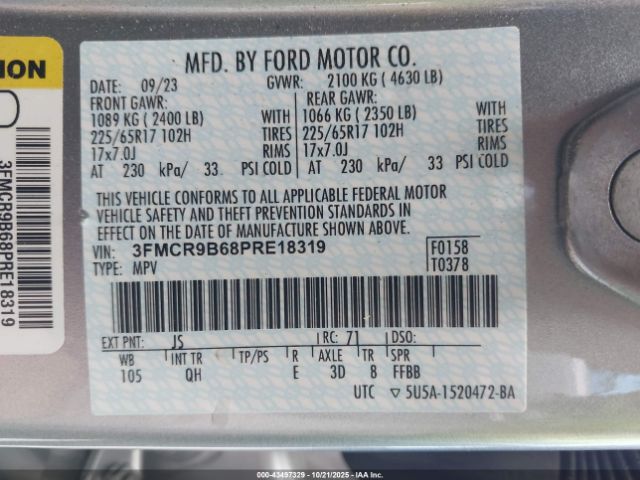 MFD. BY FORD MOTOR CO.
DATE: 09/23 GVWR: 2100 KG ( 4630 LB)
FRONT GAWR: REAR GAWR:
1089 KG ( 2400 LB) WITH 1066 KG ( 2350 LB) WITH
225/65R17 102H TIRES 225/65R17 102H TIRES
17x7.0J RIMS 17x7.0J RIMS
AT 230 kPa/ 33 PSI COLD AT 230 kPa/ 33 PSI COLD
THIS VEHICLE CONFORMS TO ALL APPLICABLE FEDERAL MOTOR
VEHICLE SAFETY AND THEFT PREVENTION STANDARDS IN
EFFECT ON THE DATE OF MANUFACTURE SHOWN ABOVE.
VIN: 3FMCR9B68PRE18319 F0158
TYPE: MPV T0378
EXT PNT: JS RC: 71 DSO:
WB INT TR TP/PS R AXLE TR SPR
105 QH E 3D 8 FFBB
UTC 5U5A-1520472-BA
ION
3FMCR9B68PRE18319
© 43497329 - 10/21/2025 - IAA, Inc.